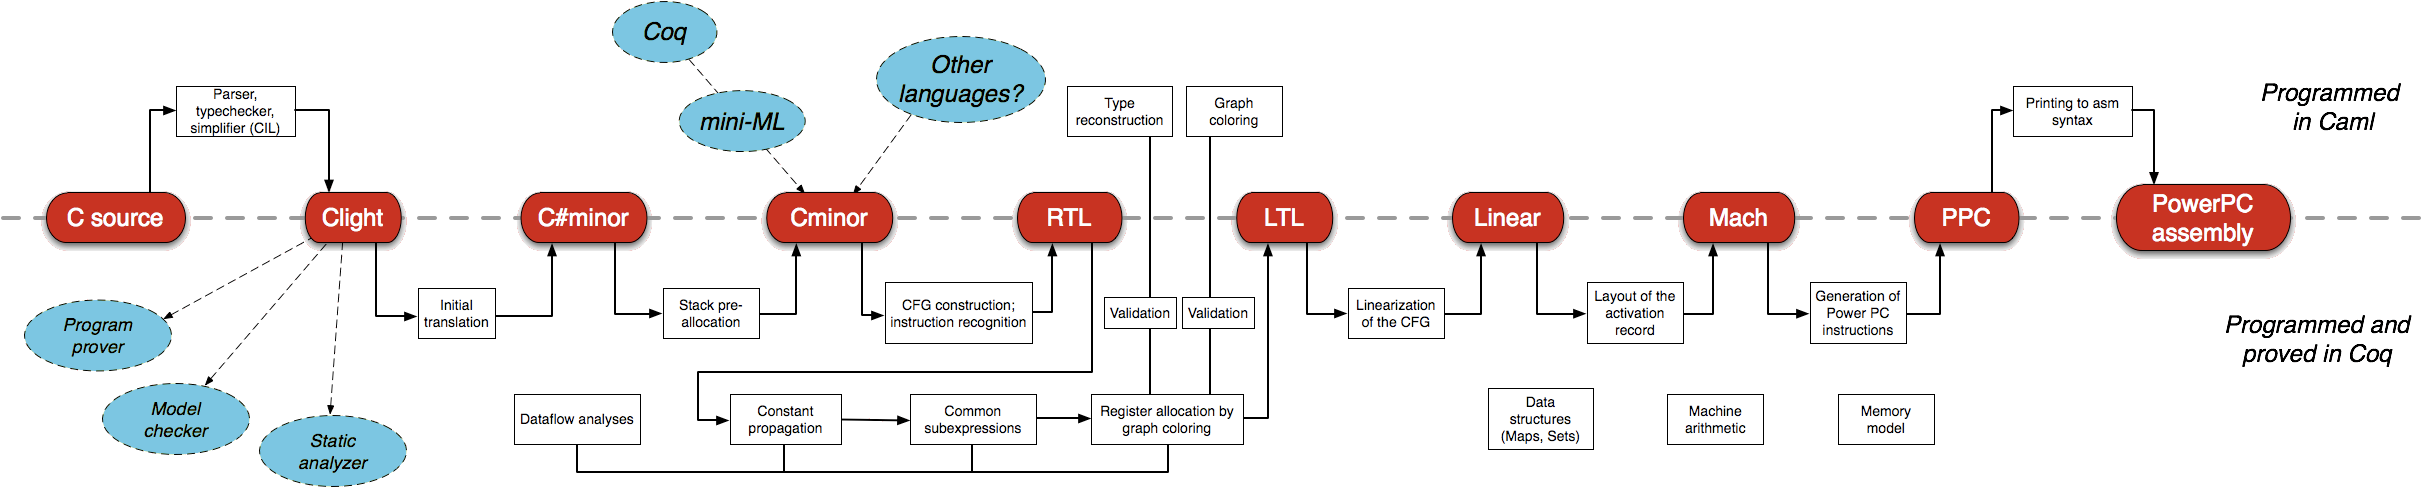 Coq
Other
languages?
mini-ML
Parser,
typechecker,
simplifier (CIL)
Type
reconstruction
Graph
coloring
Printing to asm
syntax
Programmed
in Caml
C source
Clight
C#minor
Cminor
RTL
LTL
Linear
Mach
PPC
PowerPC
assembly
Initial
translation
Stack pre-
allocation
CFG construction;
instruction recognition
Validation
Validation
Linearization
of the CFG
Layout of the
activation
record
Generation of
Power PC
instructions
Programmed and
proved in Coq
Program
prover
Model
checker
Static
analyzer
Dataflow analyses
Constant
propagation
Common
subexpressions
Register allocation by
graph coloring
Data
structures
(Maps, Sets)
Machine
arithmetic
Memory
model